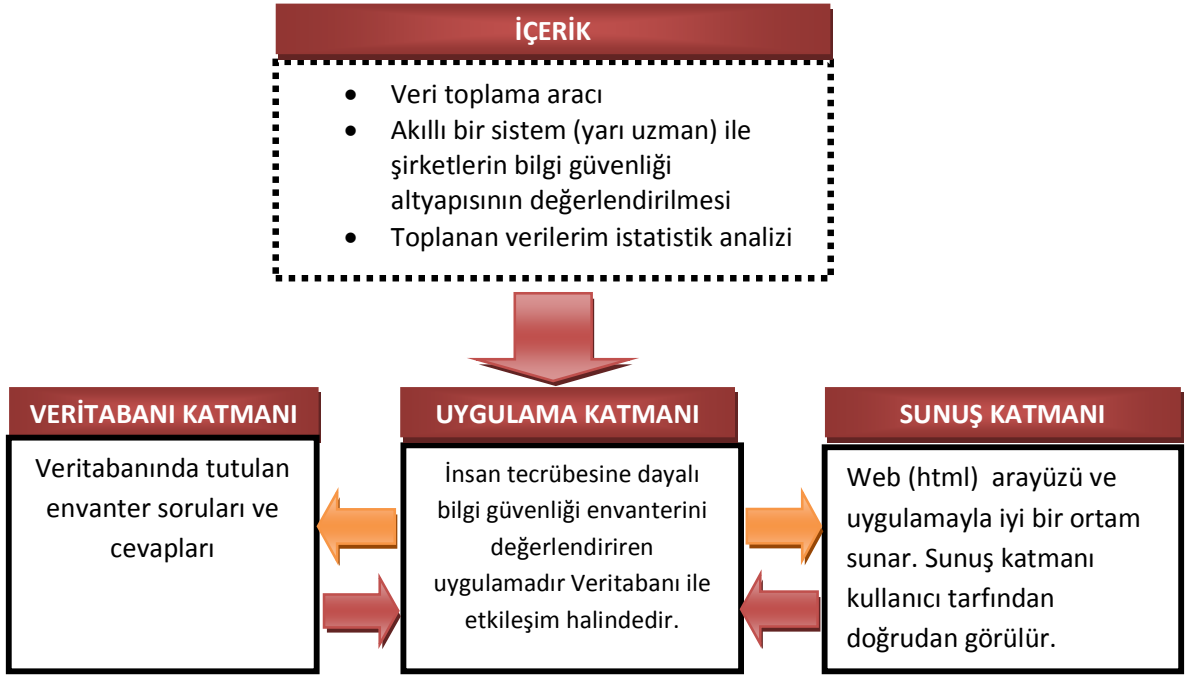 İÇERİK
• Veri toplama aracı
• Akıllı bir sistem (yarı uzman) ile
şirketlerin bilgi güvenliği
altyapısının değerlendirilmesi
• Toplanan verilerim istatistik analizi
VERİTABANI KATMANI
Veritabanında tutulan
envanter soruları ve
cevapları
UYGULAMA KATMANI
İnsan tecrübesine dayalı
bilgi güvenliği envanterini
değerlendiriren
uygulamadır Veritabanı ile
etkileşim halindedir.
SUNUŞ KATMANI
Web (html) arayüzü ve
uygulamayla iyi bir ortam
sunar. Sunuş katmanı
kullanıcı tarfından
doğrudan görülür.